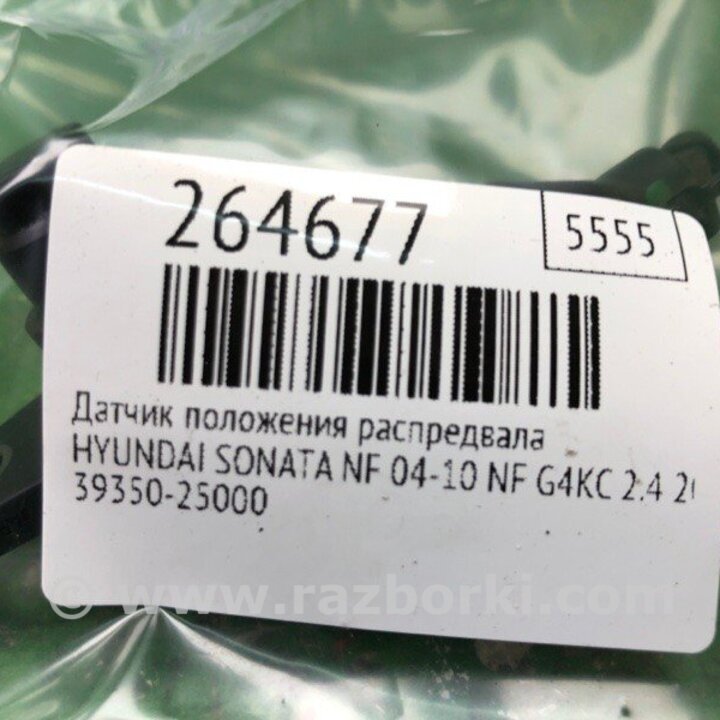 264677
5555
Датчик положения распредвала
HYUNDAI SONATA NF 04-10 NF G4KC 2.4
39350-25000
© www.razborki.com